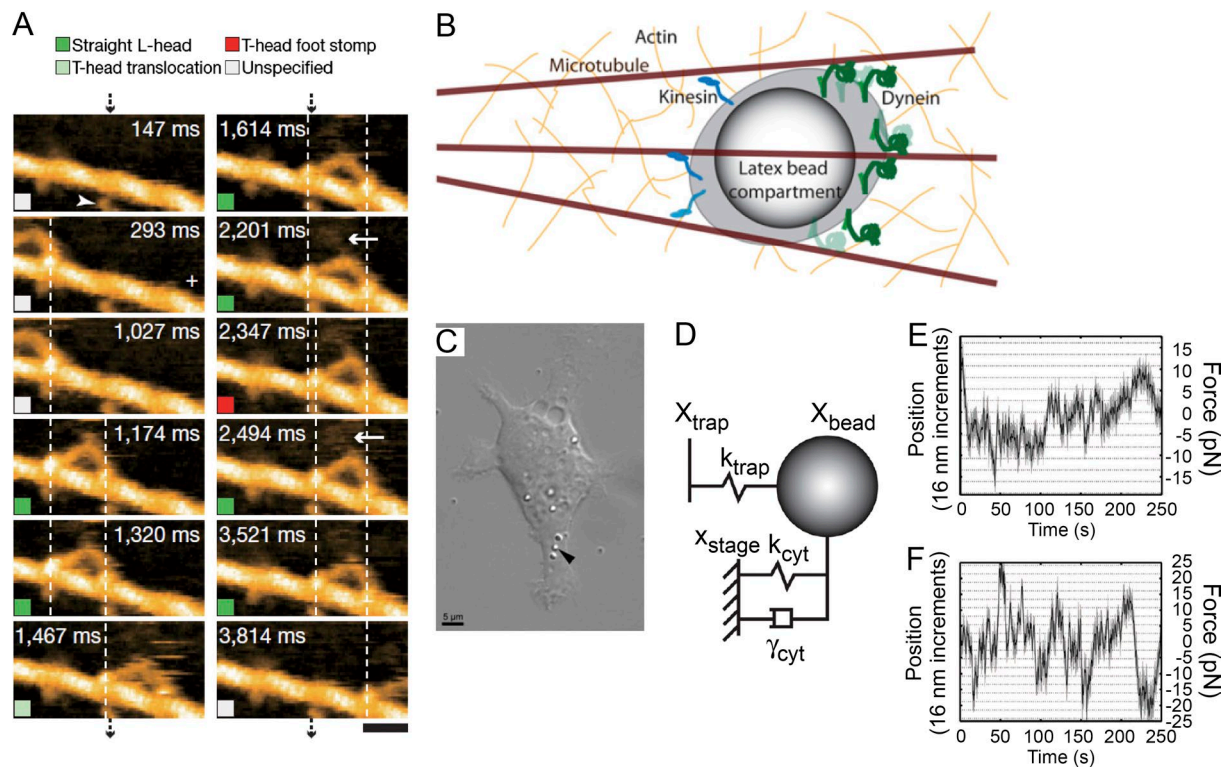 A
Straight L-head
T-head foot stomp
T-head translocation
Unspecified
147 ms
1,614 ms
293 ms
+
2,201 ms
1,027 ms
2,347 ms
1,174 ms
2,494 ms
1,320 ms
3,521 ms
1,467 ms
3,814 ms
B
Actin
Microtubule
Kinesin
Dynein
Latex bead
compartment
C
5 µm
D
Xtrap
Xbead
ktrap
xstage
kcyt
γcyt
E
Position
(16 nm increments)
15
10
5
0
-5
-10
-15
Force (pN)
0 50 100 150 200 250
Time (s)
F
Position
(16 nm increments)
25
20
15
10
5
0
-5
-10
-15
-20
-25
Force (pN)
0 50 100 150 200 250
Time (s)